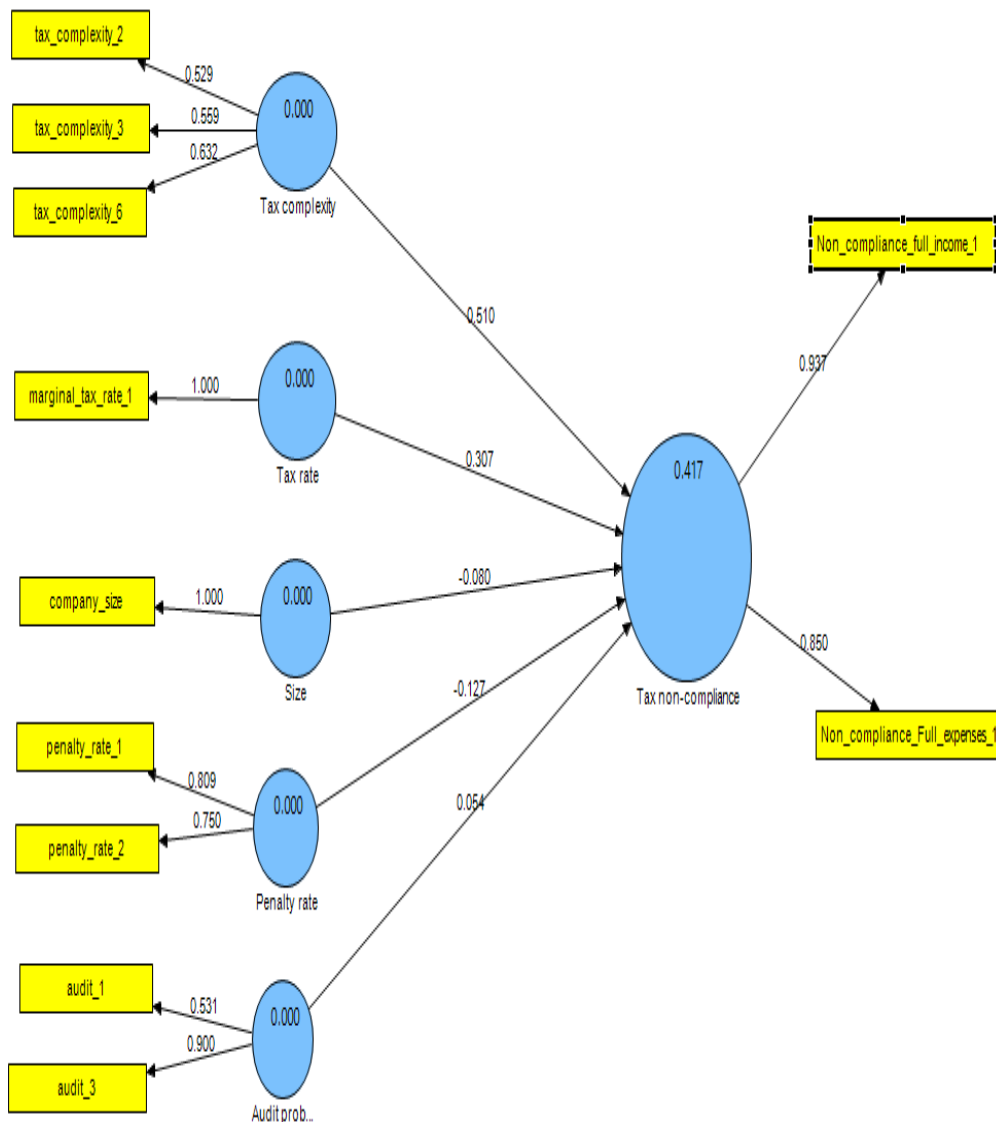 tax_complexity_2
0.529
0.000
tax_complexity_3
0.559
0.632
tax_complexity_6
Tax complexity
Non_compliance_full_income_1
0.510
0.937
marginal_tax_rate_1
1.000
0.000
Tax rate
0.307
0.417
company_size
1.000
0.000
-0.080
Size
Tax non-compliance
0.850
-0.127
penalty_rate_1
0.809
0.000
Non_compliance_Full_expenses_1
0.750
penalty_rate_2
0.054
Penalty rate
audit_1
0.531
0.000
0.900
audit_3
Audit prob...